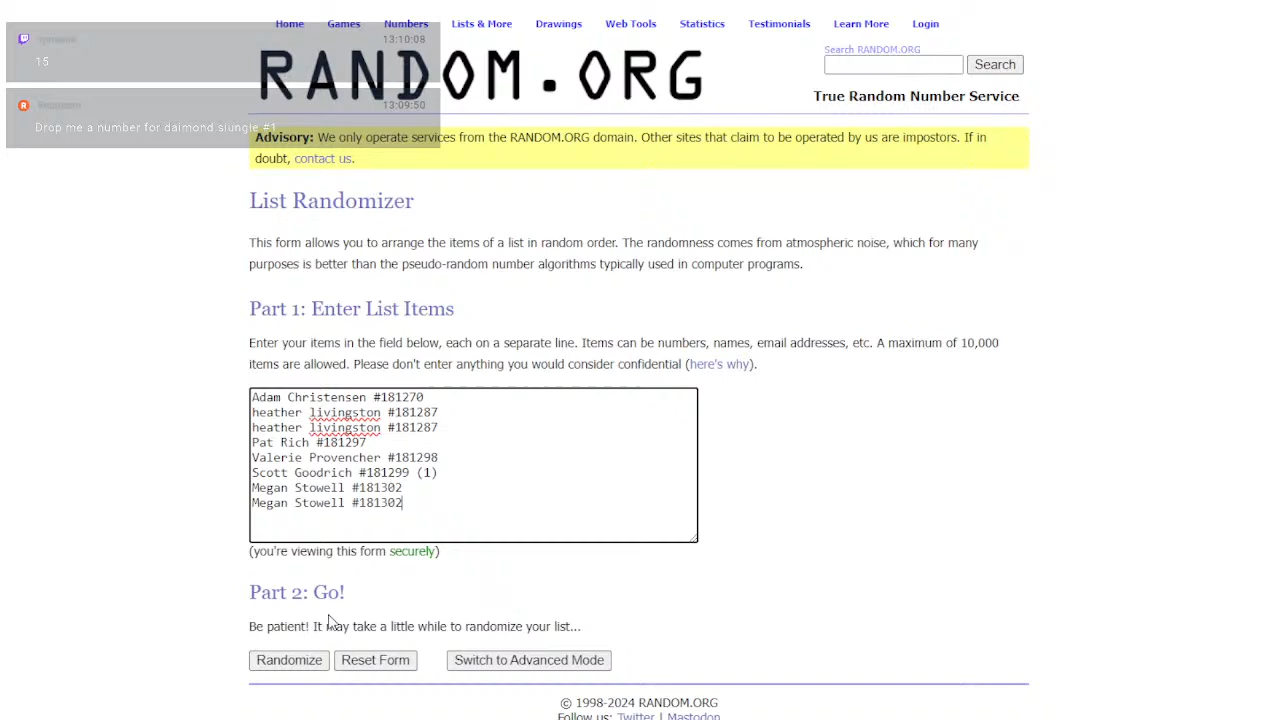 Home Games Numbers Lists & More Drawings Web Tools Statistics Testimonials Learn More Login
13:10:08
15
13:09:50
Drop me a number for daimond slungle #1
RANDOM.ORG
Search RANDOM.ORG
Search
True Random Number Service
Advisory: We only operate services from the RANDOM.ORG domain. Other sites that claim to be operated by us are impostors. If in
doubt, contact us.
List Randomizer
This form allows you to arrange the items of a list in random order. The randomness comes from atmospheric noise, which for many
purposes is better than the pseudo-random number algorithms typically used in computer programs.
Part 1: Enter List Items
Enter your items in the field below, each on a separate line. Items can be numbers, names, email addresses, etc. A maximum of 10,000
items are allowed. Please don't enter anything you would consider confidential (here's why).
Adam Christensen #181270
heather livingston #181287
heather livingston #181287
Pat Rich #181297
Valerie Provencher #181298
Scott Goodrich #181299 (1)
Megan Stowell #181302
Megan Stowell #181302
(you're viewing this form securely)
Part 2: Go!
Be patient! It may take a little while to randomize your list...
Randomize Reset Form Switch to Advanced Mode
© 1998-2024 RANDOM.ORG
Follow us: Twitter | Mastodon